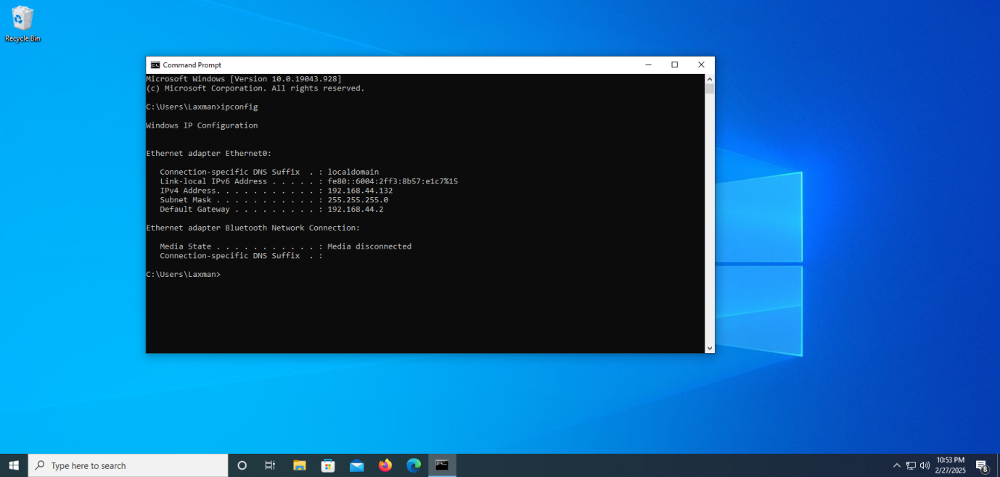 Recycle Bin
Command Prompt
Microsoft Windows [Version 10.0.19043.928]
(c) Microsoft Corporation. All rights reserved.
C:\Users\Laxman>ipconfig
Windows IP Configuration
Ethernet adapter Ethernet0:
Connection-specific DNS Suffix  . : localdomain
Link-local IPv6 Address . . . . . : fe80::6004:2ff3:8b57:e1c7%15
IPv4 Address. . . . . . . . . . . : 192.168.44.132
Subnet Mask . . . . . . . . . . . : 255.255.255.0
Default Gateway . . . . . . . . . : 192.168.44.2
Ethernet adapter Bluetooth Network Connection:
Media State . . . . . . . . . . . : Media disconnected
Connection-specific DNS Suffix  . :
C:\Users\Laxman>
Type here to search
10:53 PM
2/27/2025
8